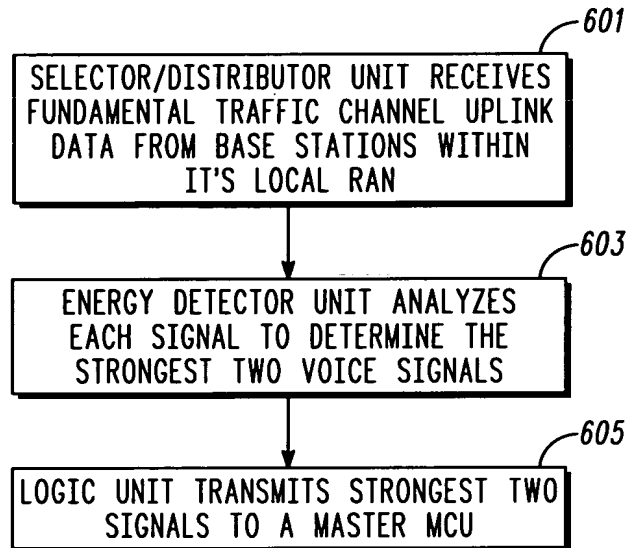 601
SELECTOR/DISTRIBUTOR UNIT RECEIVES
FUNDAMENTAL TRAFFIC CHANNEL UPLINK
DATA FROM BASE STATIONS WITHIN
IT'S LOCAL RAN
603
ENERGY DETECTOR UNIT ANALYZES
EACH SIGNAL TO DETERMINE THE
STRONGEST TWO VOICE SIGNALS
605
LOGIC UNIT TRANSMITS STRONGEST TWO
SIGNALS TO A MASTER MCU